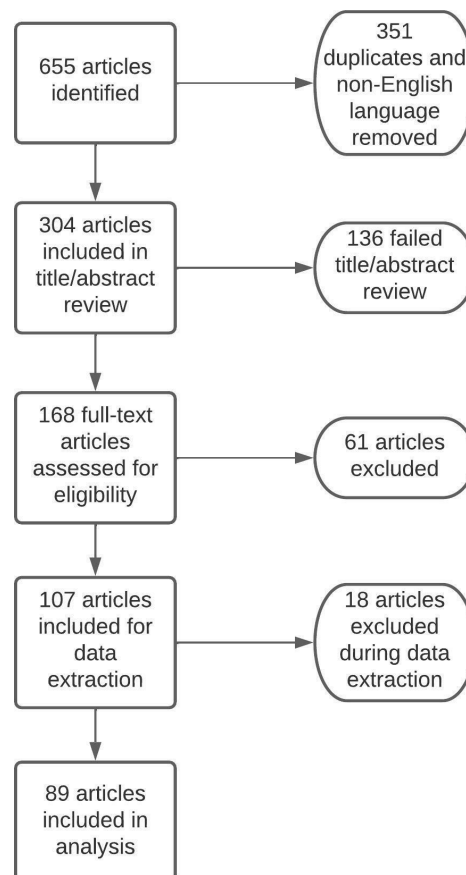 655 articles
identified
351
duplicates and
non-English
language
removed
304 articles
included in
title/abstract
review
136 failed
title/abstract
review
168 full-text
articles
assessed for
eligibility
61 articles
excluded
107 articles
included for
data
extraction
18 articles
excluded
during data
extraction
89 articles
included in
analysis